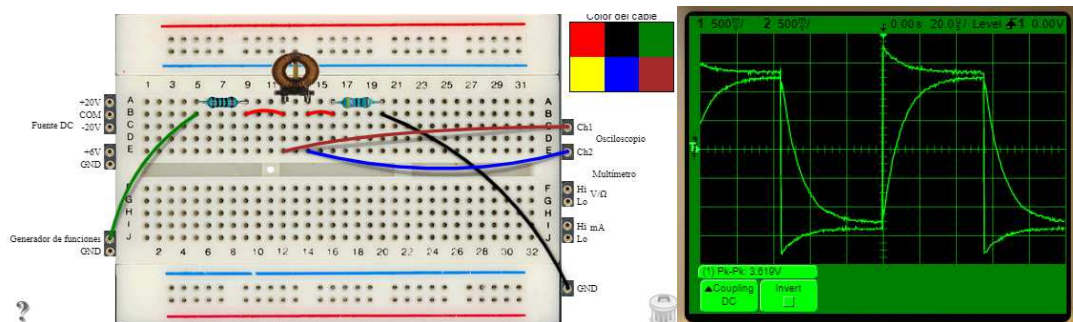 Color del cable
1 3 5 7 9 11 13 15 17 19 21 23 25 27 29 31
A
B
C
D
E
A
B
C
D
E
+20V
COM
-20V
Fuente DC
+6V
GND
Ch1
Osciloscopio
Ch2
Multímetro
Hi
V/Ω
Lo
Hi
mA
Lo
F
G
H
I
J
F
G
H
I
J
Generador de funciones
GND
2 4 6 8 10 12 14 16 18 20 22 24 26 28 30 32
GND
?
1 500m/ 2 500m/ 0.00s 20.0 Level 1 0.00V
T
(1) Pk-Pk: 3.619V
Coupling
DC
Invert